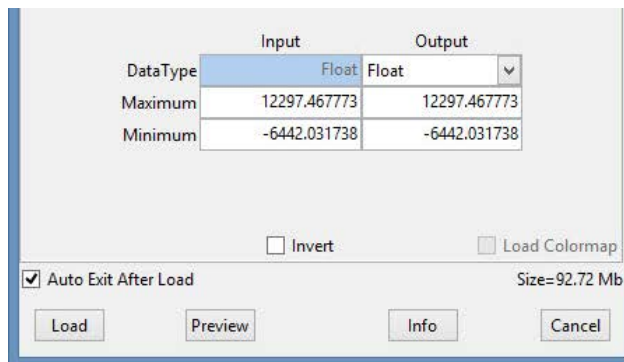 Input Output
DataType Float Float
Maximum 12297.467773 12297.467773
Minimum -6442.031738 -6442.031738
Invert Load Colormap
Auto Exit After Load Size=92.72 Mb
Load Preview Info Cancel